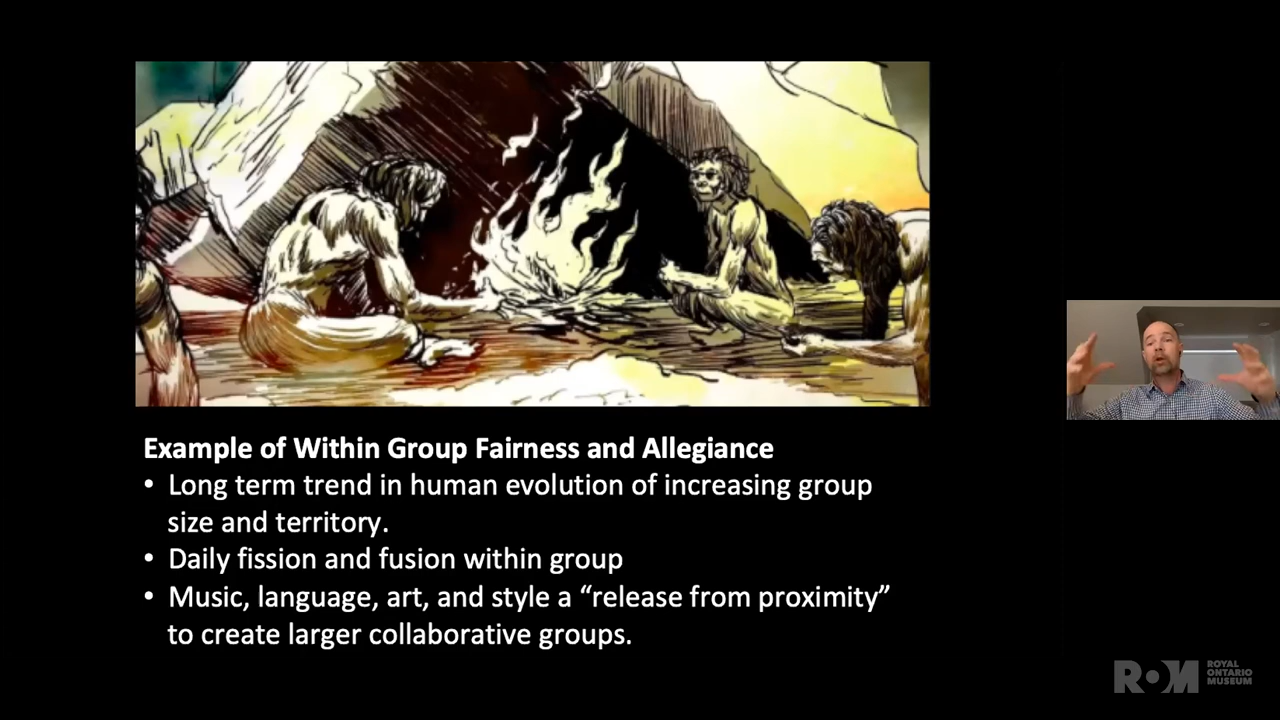 Example of Within Group Fairness and Allegiance
• Long term trend in human evolution of increasing group
size and territory.
• Daily fission and fusion within group
• Music, language, art, and style a “release from proximity”
to create larger collaborative groups.
ROM
ROYAL
ONTARIO
MUSEUM